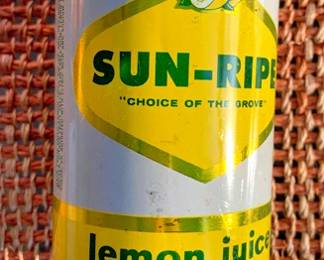 SUN-RIPE
"CHOICE OF THE GROVE"
lemon juice